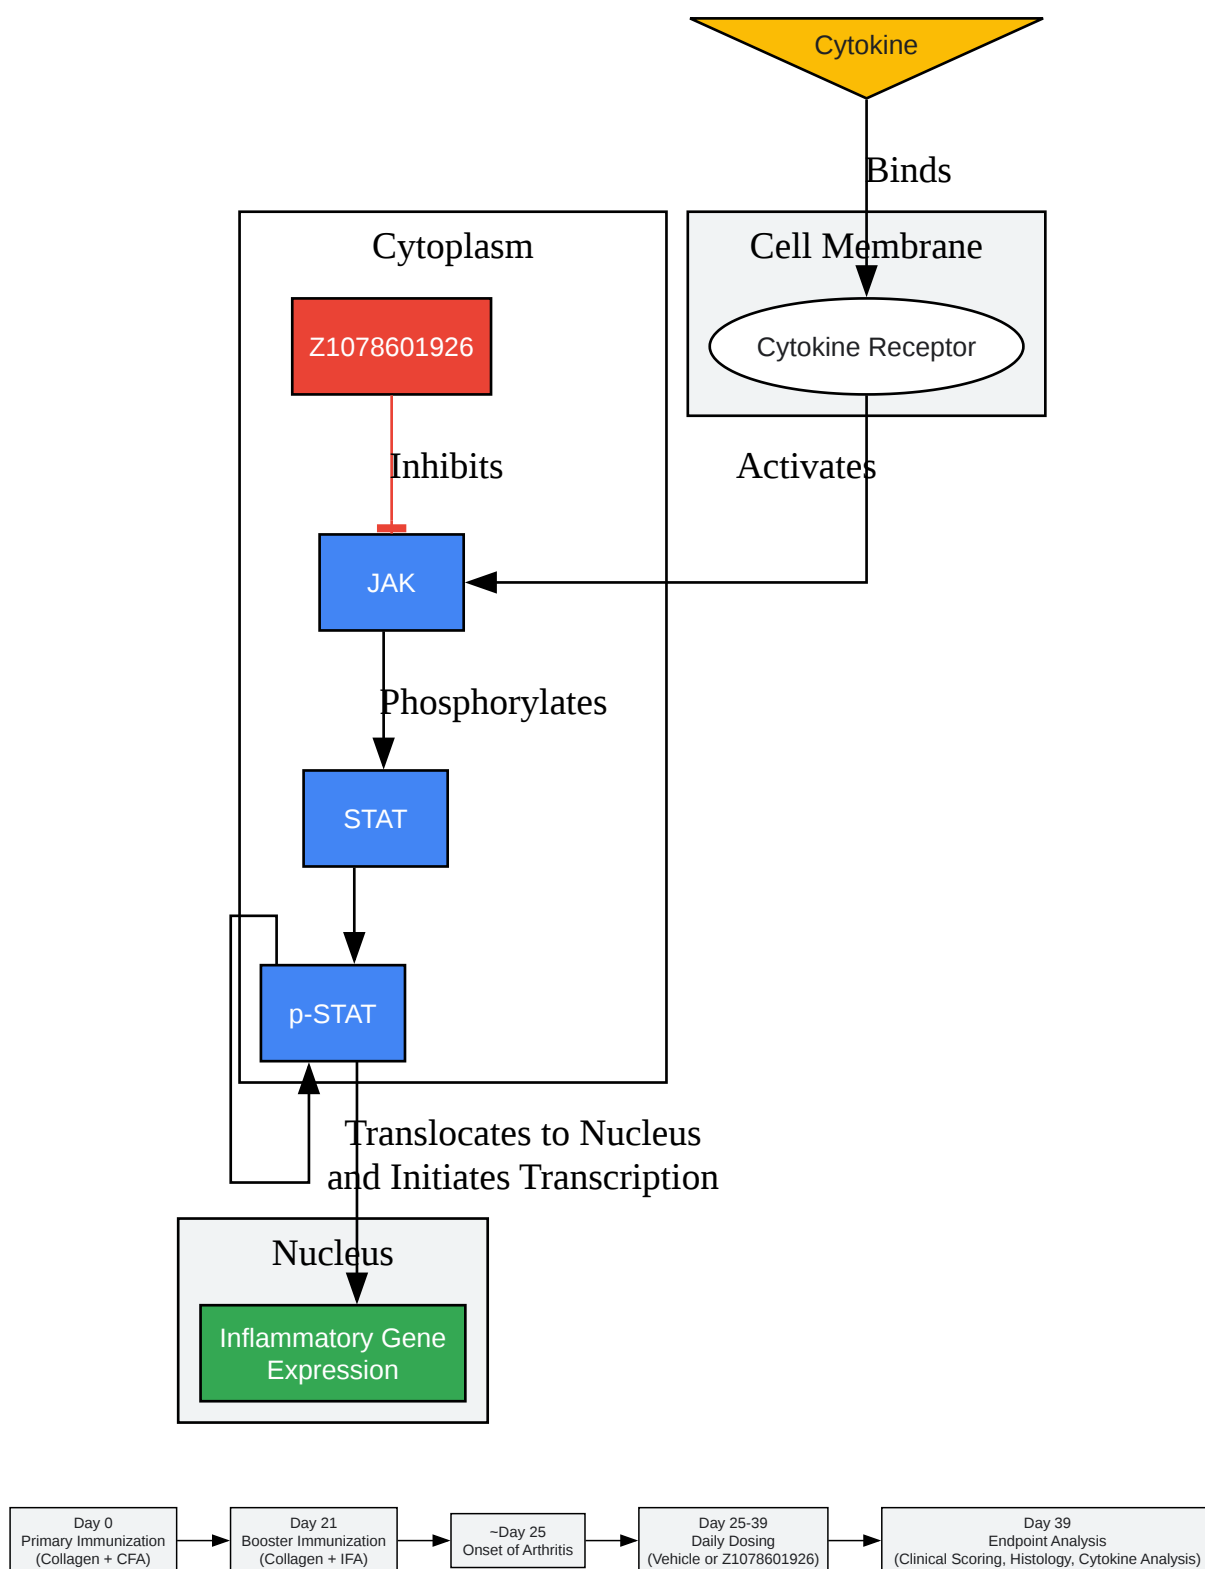 Cytokine
Binds
Cytoplasm
Cell Membrane
Z1078601926
Cytokine Receptor
Inhibits
Activates
JAK
Phosphorylates
STAT
p-STAT
Translocates to Nucleus
and Initiates Transcription
Nucleus
Inflammatory Gene
Expression
Day 0
Primary Immunization
(Collagen + CFA)
Day 21
Booster Immunization
(Collagen + IFA)
~Day 25
Onset of Arthritis
Day 25-39
Daily Dosing
(Vehicle or Z1078601926)
Day 39
Endpoint Analysis
(Clinical Scoring, Histology, Cytokine Analysis)